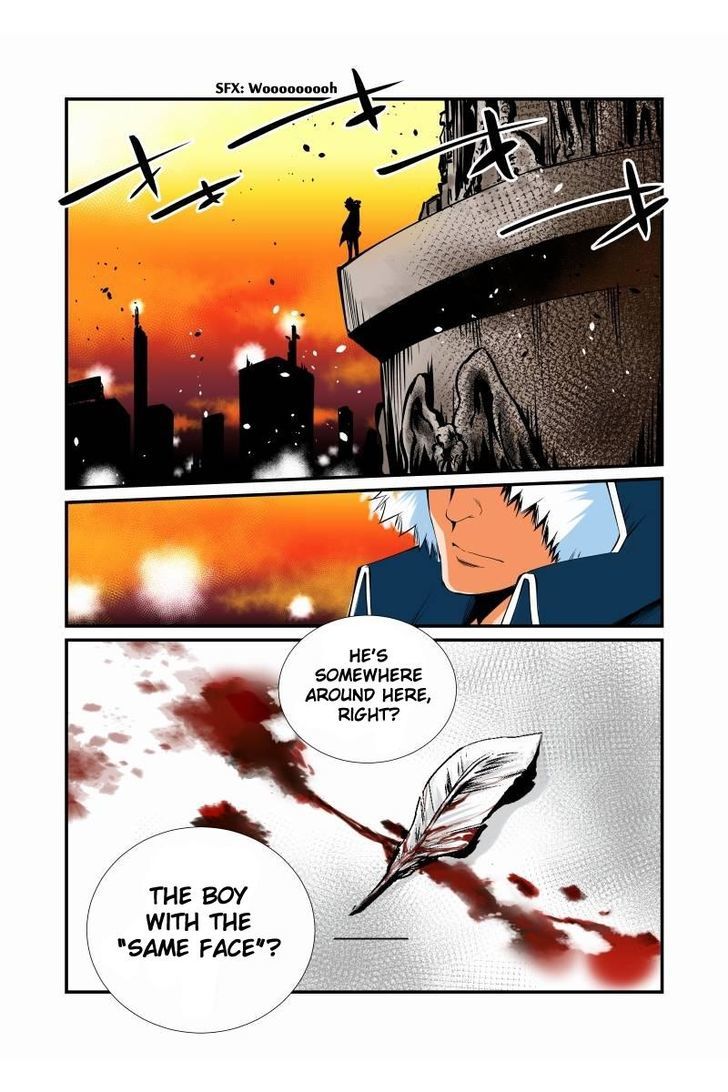 SFX: Wooooooooh
HE'S
SOMEWHERE
AROUND HERE,
RIGHT?
THE BOY
WITH THE
"SAME FACE"?